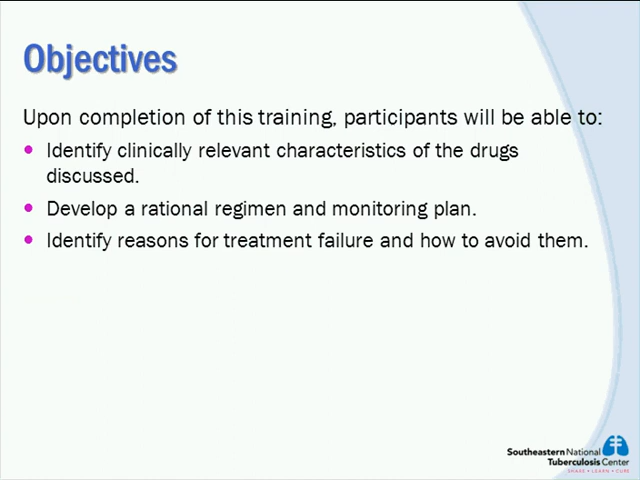 Objectives
Upon completion of this training, participants will be able to:
• Identify clinically relevant characteristics of the drugs
discussed.
• Develop a rational regimen and monitoring plan.
• Identify reasons for treatment failure and how to avoid them.
Southeastern National
Tuberculosis Center
SHARE • LEARN • CURE